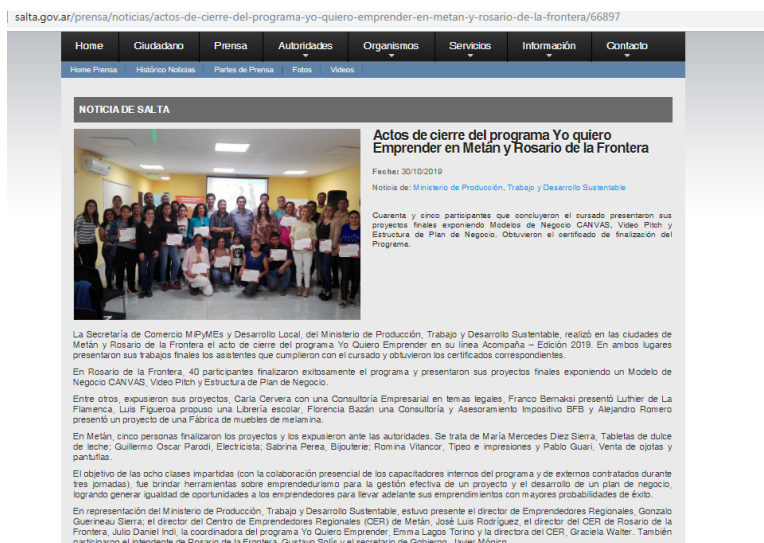 salta.gov.ar/prensa/noticias/actos-de-cierre-del-programa-yo-quiero-emprender-en-metan-y-rosario-de-la-frontera/66897
Home Ciudadano Prensa Autoridades Organismos Servicios Información Contacto
Home Prensa Histórico Noticias Partes de Prensa Fotos Videos
NOTICIA DE SALTA
Actos de cierre del programa Yo quiero
Emprender en Metán y Rosario de la Frontera
Fecha: 30/10/2019
Noticia de: Ministerio de Producción, Trabajo y Desarrollo Sustentable
Cuarenta y cinco participantes que concluyeron el cursado presentaron sus
proyectos finales exponiendo Modelos de Negocio CANVAS, Video Pitch y
Estructura de Plan de Negocio. Obtuvieron el certificado de finalización del
Programa.
La Secretaría de Comercio MiPyMEs y Desarrollo Local, del Ministerio de Producción, Trabajo y Desarrollo Sustentable, realizó en las ciudades de
Metán y Rosario de la Frontera el acto de cierre del programa Yo Quiero Emprender en su línea Acompaña – Edición 2019. En ambos lugares
presentaron sus trabajos finales los asistentes que cumplieron con el cursado y obtuvieron los certificados correspondientes.
En Rosario de la Frontera, 40 participantes finalizaron exitosamente el programa y presentaron sus proyectos finales exponiendo un Modelo de
Negocio CANVAS, Video Pitch y Estructura de Plan de Negocio.
Entre otros, expusieron sus proyectos, Carla Cervera con una Consultoría Empresarial en temas legales, Franco Bernaksi presentó Luthier de La
Flamenca, Luis Figueroa propuso una Librería escolar, Florencia Bazán una Consultoría y Asesoramiento Impositivo BFB y Alejandro Romero
presentó un proyecto de una Fábrica de muebles de melamina.
En Metán, cinco personas finalizaron los proyectos y los expusieron ante las autoridades. Se trata de María Mercedes Diez Sierra, Tabletas de dulce
de leche; Guillermo Oscar Parodi, Electricista; Sabrina Perea, Bijouterie; Romina Vitancor, Tipeo e impresiones y Pablo Guari, Venta de ojotas y
pantuflas.
El objetivo de las ocho clases impartidas (con la colaboración presencial de los capacitadores internos del programa y de externos contratados durante
tres jornadas), fue brindar herramientas sobre emprendedurismo para la gestión efectiva de un proyecto y el desarrollo de un plan de negocio,
logrando generar igualdad de oportunidades a los emprendedores para llevar adelante sus emprendimientos con mayores probabilidades de éxito.
En representación del Ministerio de Producción, Trabajo y Desarrollo Sustentable, estuvo presente el director de Emprendedores Regionales, Gonzalo
Guerineau Sierra; el director del Centro de Emprendedores Regionales (CER) de Metán, José Luis Rodríguez, el director del CER de Rosario de la
Frontera, Julio Daniel Indi, la coordinadora del programa Yo Quiero Emprender, Emma Lagos Torino y la directora del CER, Graciela Walter. También
participaron el intendente de Rosario de la Frontera, Gustavo Solís y el secretario de Gobierno, Javier Mónico.